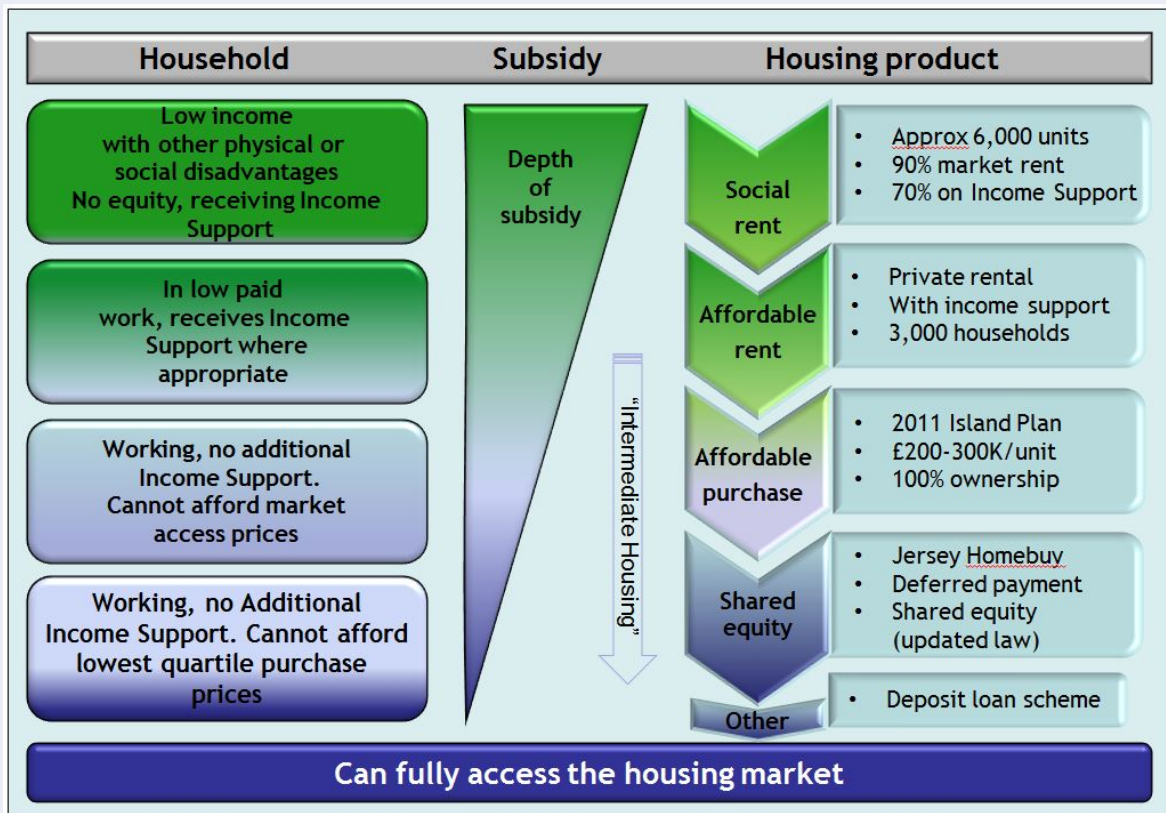 Household
Subsidy
Housing product
Low income
with other physical or
social disadvantages
No equity, receiving Income
Support
In low paid
work, receives Income
Support where
appropriate
Working, no additional
Income Support.
Cannot afford market
access prices
Working, no Additional
Income Support. Cannot afford
lowest quartile purchase
prices
Depth
of
subsidy
"Intermediate Housing"
Social
rent
• Approx 6,000 units
• 90% market rent
• 70% on Income Support
Affordable
rent
• Private rental
• With income support
• 3,000 households
Affordable
purchase
• 2011 Island Plan
• £200-300K/unit
• 100% ownership
Shared
equity
• Jersey Homebuy
• Deferred payment
• Shared equity
(updated law)
Other
• Deposit loan scheme
Can fully access the housing market